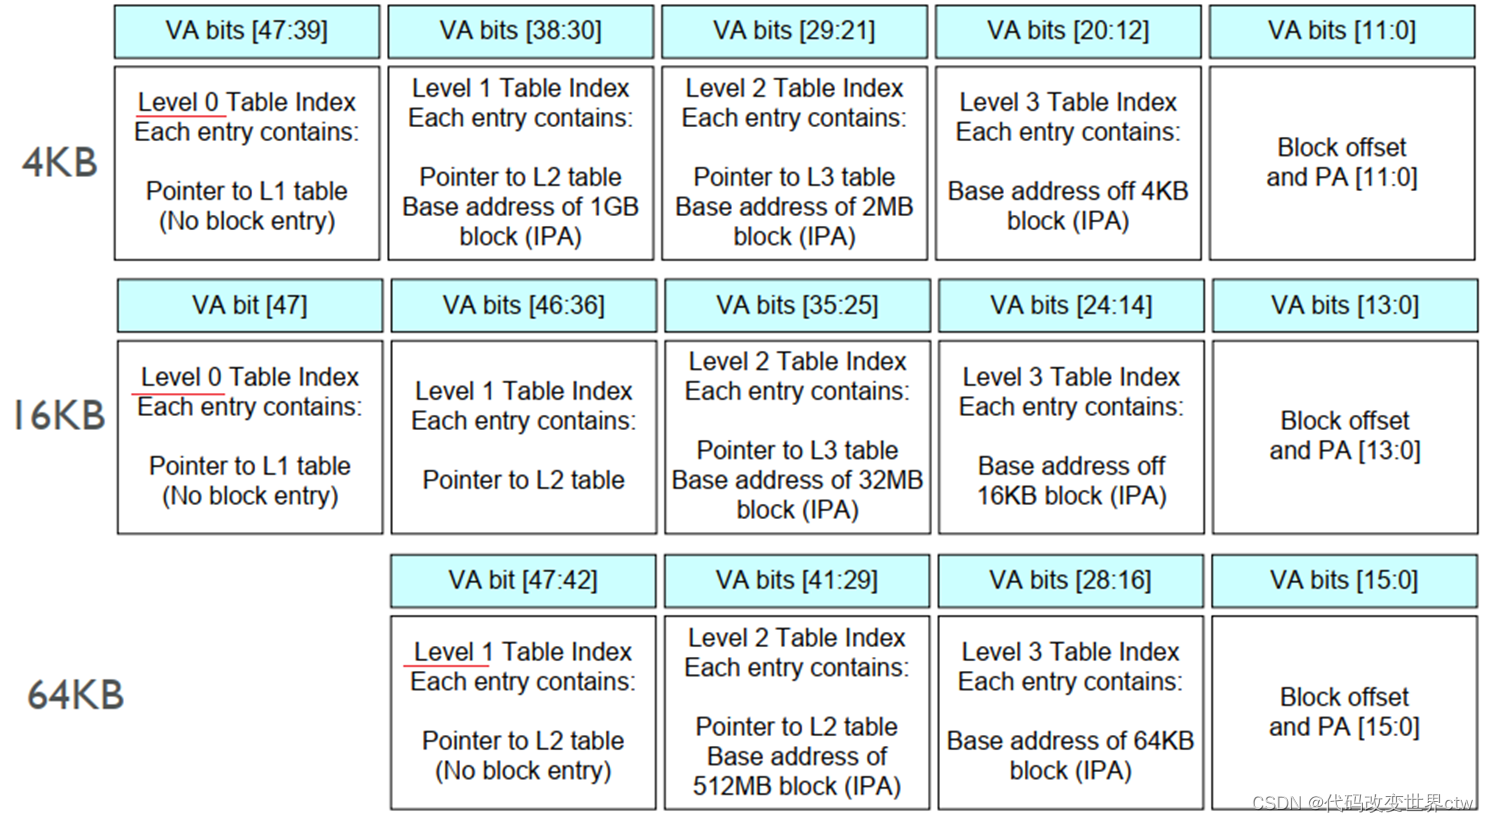 VA bits [47:39]
VA bits [38:30]
VA bits [29:21]
VA bits [20:12]
VA bits [11:0]
4KB
Level 0 Table Index
Each entry contains:
Pointer to L1 table
(No block entry)
Level 1 Table Index
Each entry contains:
Pointer to L2 table
Base address of 1GB
block (IPA)
Level 2 Table Index
Each entry contains:
Pointer to L3 table
Base address of 2MB
block (IPA)
Level 3 Table Index
Each entry contains:
Base address off 4KB
block (IPA)
Block offset
and PA [11:0]
VA bit [47]
VA bits [46:36]
VA bits [35:25]
VA bits [24:14]
VA bits [13:0]
16KB
Level 0 Table Index
Each entry contains:
Pointer to L1 table
(No block entry)
Level 1 Table Index
Each entry contains:
Pointer to L2 table
Level 2 Table Index
Each entry contains:
Pointer to L3 table
Base address of 32MB
block (IPA)
Level 3 Table Index
Each entry contains:
Base address off
16KB block (IPA)
Block offset
and PA [13:0]
VA bit [47:42]
VA bits [41:29]
VA bits [28:16]
VA bits [15:0]
64KB
Level 1 Table Index
Each entry contains:
Pointer to L2 table
(No block entry)
Level 2 Table Index
Each entry contains:
Pointer to L2 table
Base address of
512MB block (IPA)
Level 3 Table Index
Each entry contains:
Base address of 64KB
block (IPA)
Block offset
and PA [15:0]
CSDN @代码改变世界ctw